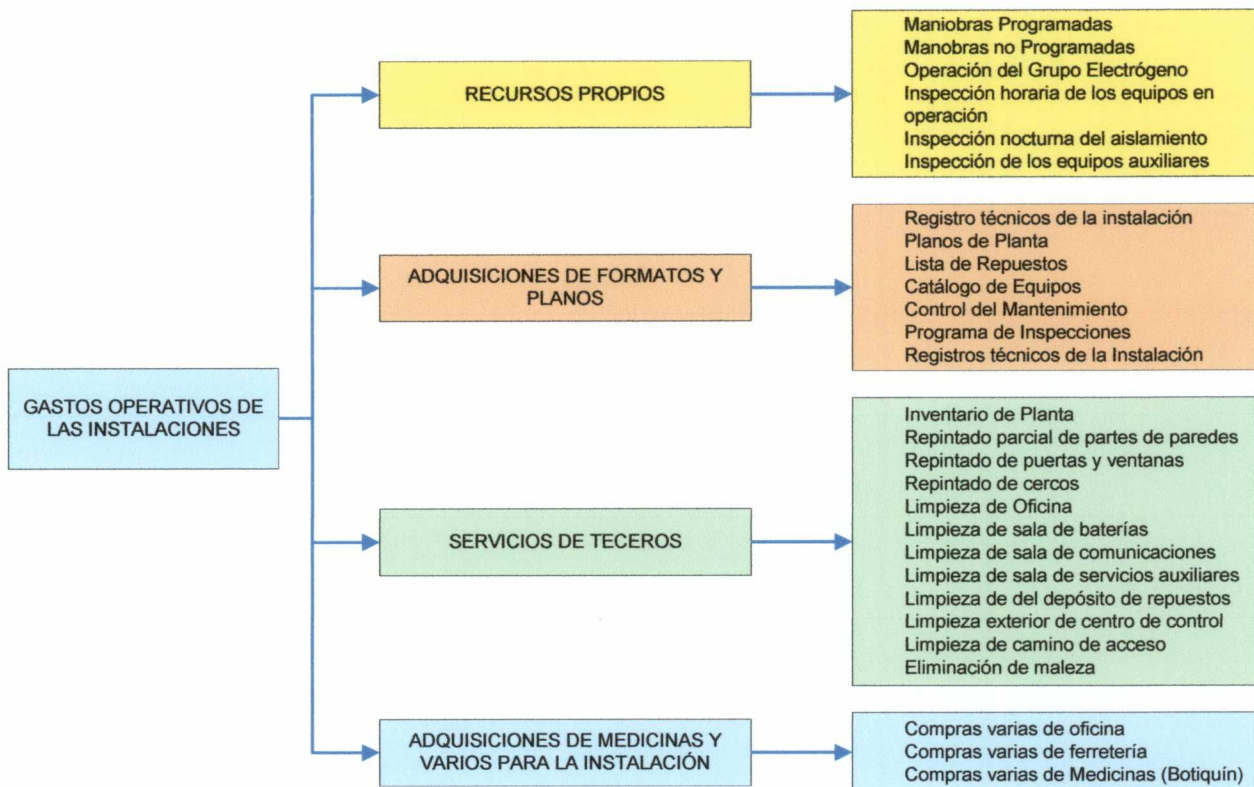 GASTOS OPERATIVOS DE
LAS INSTALACIONES
RECURSOS PROPIOS
Maniobras Programadas
Manobras no Programadas
Operación del Grupo Electrógeno
Inspección horaria de los equipos en
operación
Inspección nocturna del aislamiento
Inspección de los equipos auxiliares
ADQUISICIONES DE FORMATOS Y
PLANOS
Registro técnicos de la instalación
Planos de Planta
Lista de Repuestos
Catálogo de Equipos
Control del Mantenimiento
Programa de Inspecciones
Registros técnicos de la Instalación
SERVICIOS DE TECEROS
Inventario de Planta
Repintado parcial de partes de paredes
Repintado de puertas y ventanas
Repintado de cercos
Limpieza de Oficina
Limpieza de sala de baterías
Limpieza de sala de comunicaciones
Limpieza de sala de servicios auxiliares
Limpieza de del depósito de repuestos
Limpieza exterior de centro de control
Limpieza de camino de acceso
Eliminación de maleza
ADQUISICIONES DE MEDICINAS Y
VARIOS PARA LA INSTALACIÓN
Compras varias de oficina
Compras varias de ferretería
Compras varias de Medicinas (Botiquín)